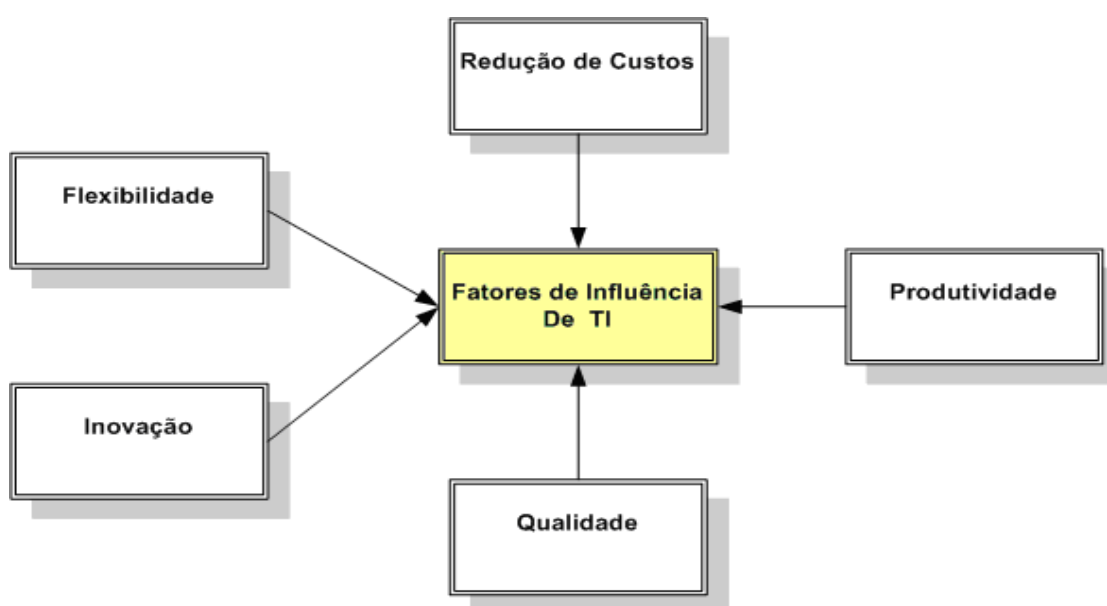 Redução de Custos
Flexibilidade
Fatores de Influência
De TI
Produtividade
Inovação
Qualidade